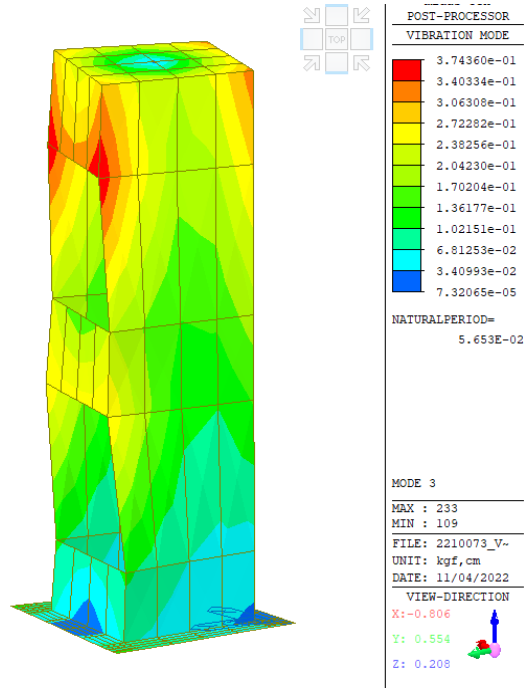 TOP
POST-PROCESSOR
VIBRATION MODE
3.74360e-01
3.40334e-01
3.06308e-01
2.72282e-01
2.38256e-01
2.04230e-01
1.70204e-01
1.36177e-01
1.02151e-01
6.81253e-02
3.40993e-02
7.32065e-05
NATURALPERIOD=
5.653E-02
MODE 3
MAX : 233
MIN : 109
FILE: 2210073_V~
UNIT: kgf,cm
DATE: 11/04/2022
VIEW-DIRECTION
X:-0.806
Y: 0.554
Z: 0.208